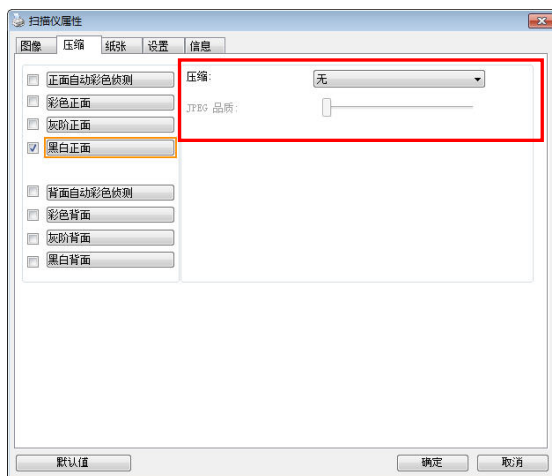 扫描仪属性
图像 压缩 纸张 设置 信息
正面自动彩色侦测
彩色正面
灰阶正面
黑白正面
背面自动彩色侦测
彩色背面
灰阶背面
黑白背面
压缩: 无
JPEG 品质:
默认值 确定 取消